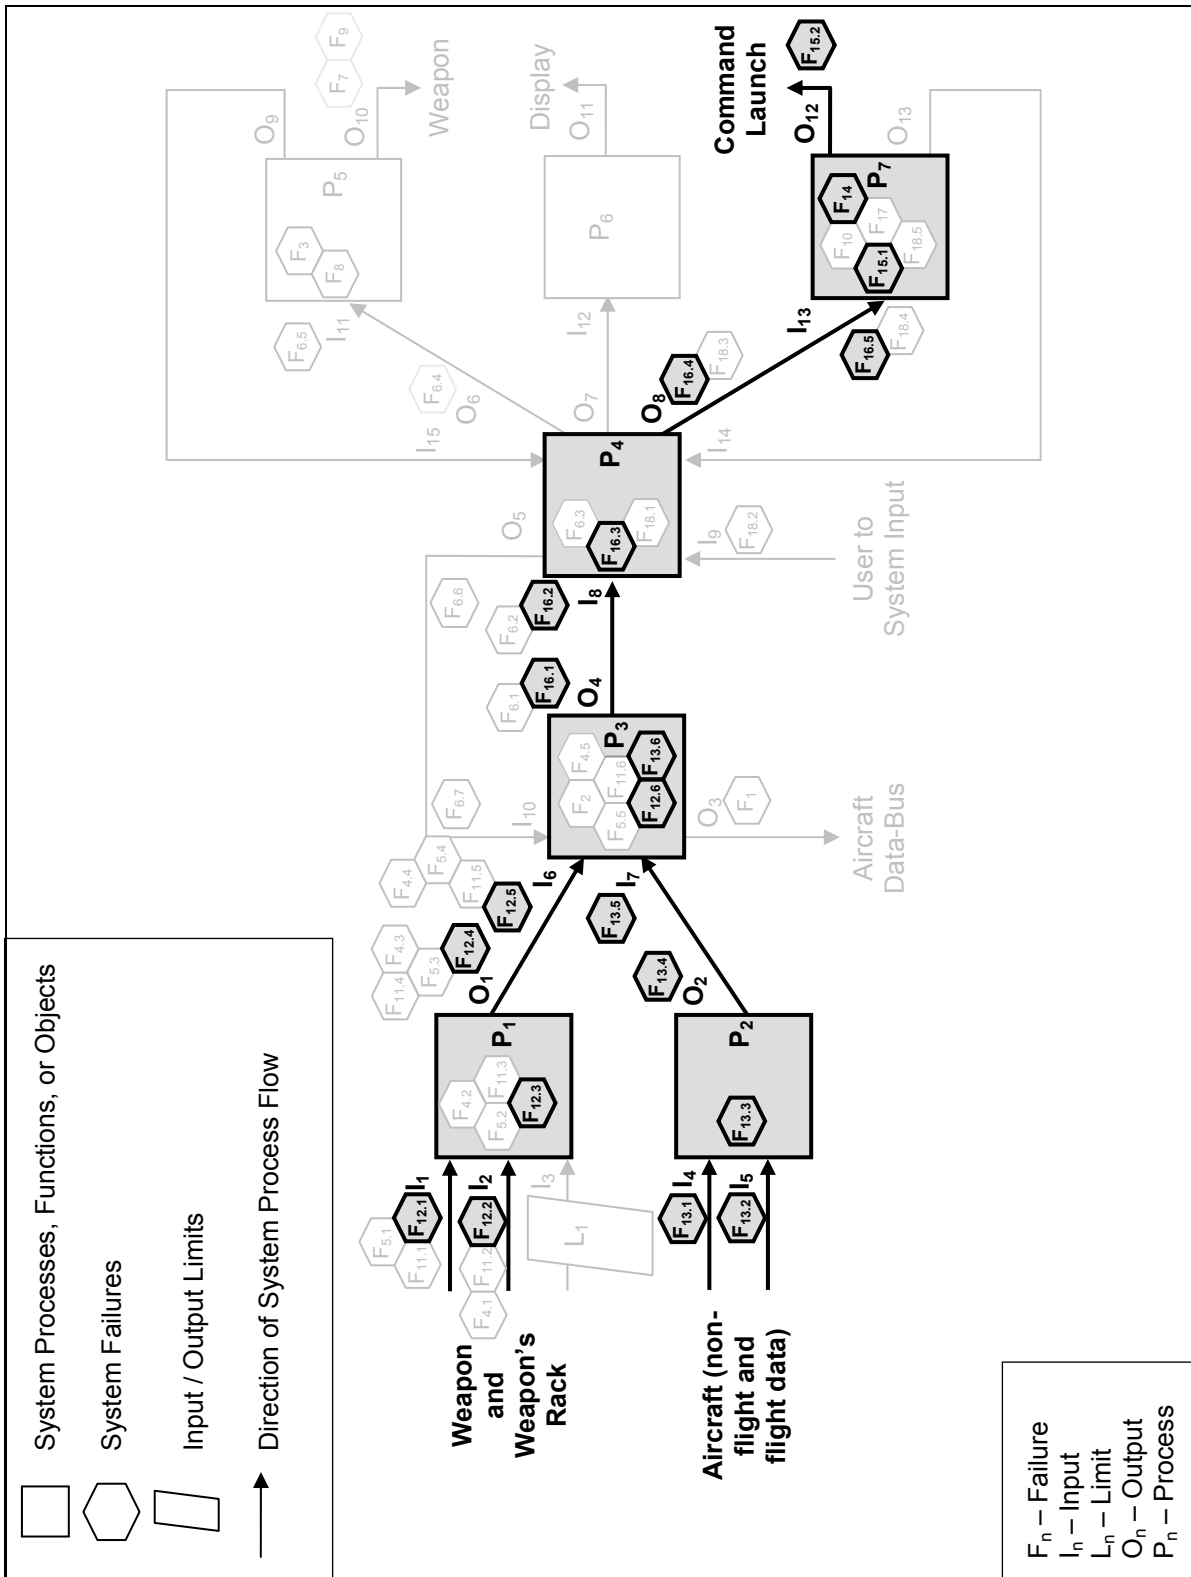 System Processes, Functions, or Objects
System Failures
Input / Output Limits
Direction of System Process Flow
Weapon
and
Weapon's
Rack
Aircraft (non-
flight and
flight data)
F5.1
F11.1
F12.1
I1
F4.1
F11.2
F12.2
I2
L1
I3
F13.1
I4
F13.2
I5
F4.2
F5.2
F11.3
F12.3
P1
F13.3
P2
F11.4
F4.3
F5.3
F12.4
O1
F4.4
F5.4
F11.5
F12.5
I6
F13.4
O2
F13.5
I7
F6.7
I10
F2
F4.5
F5.5
F11.6
F12.6
F13.6
P3
O3
F1
Aircraft
Data-Bus
F6.1
F16.1
O4
F6.6
F6.2
F16.2
I8
O5
F6.3
F16.3
F18.1
P4
I9
F18.2
User to
System Input
I15
O6
F6.4
F6.5
I11
O7
I12
O8
F16.4
F18.3
I13
F16.5
F18.4
I14
F3
F8
P5
O9
O10
F7
F9
Weapon
P6
O11
Display
F10
F14
F15.1
F17
F18.5
P7
O12
O13
Command
Launch
F15.2
Fn – Failure
In – Input
Ln – Limit
On – Output
Pn – Process